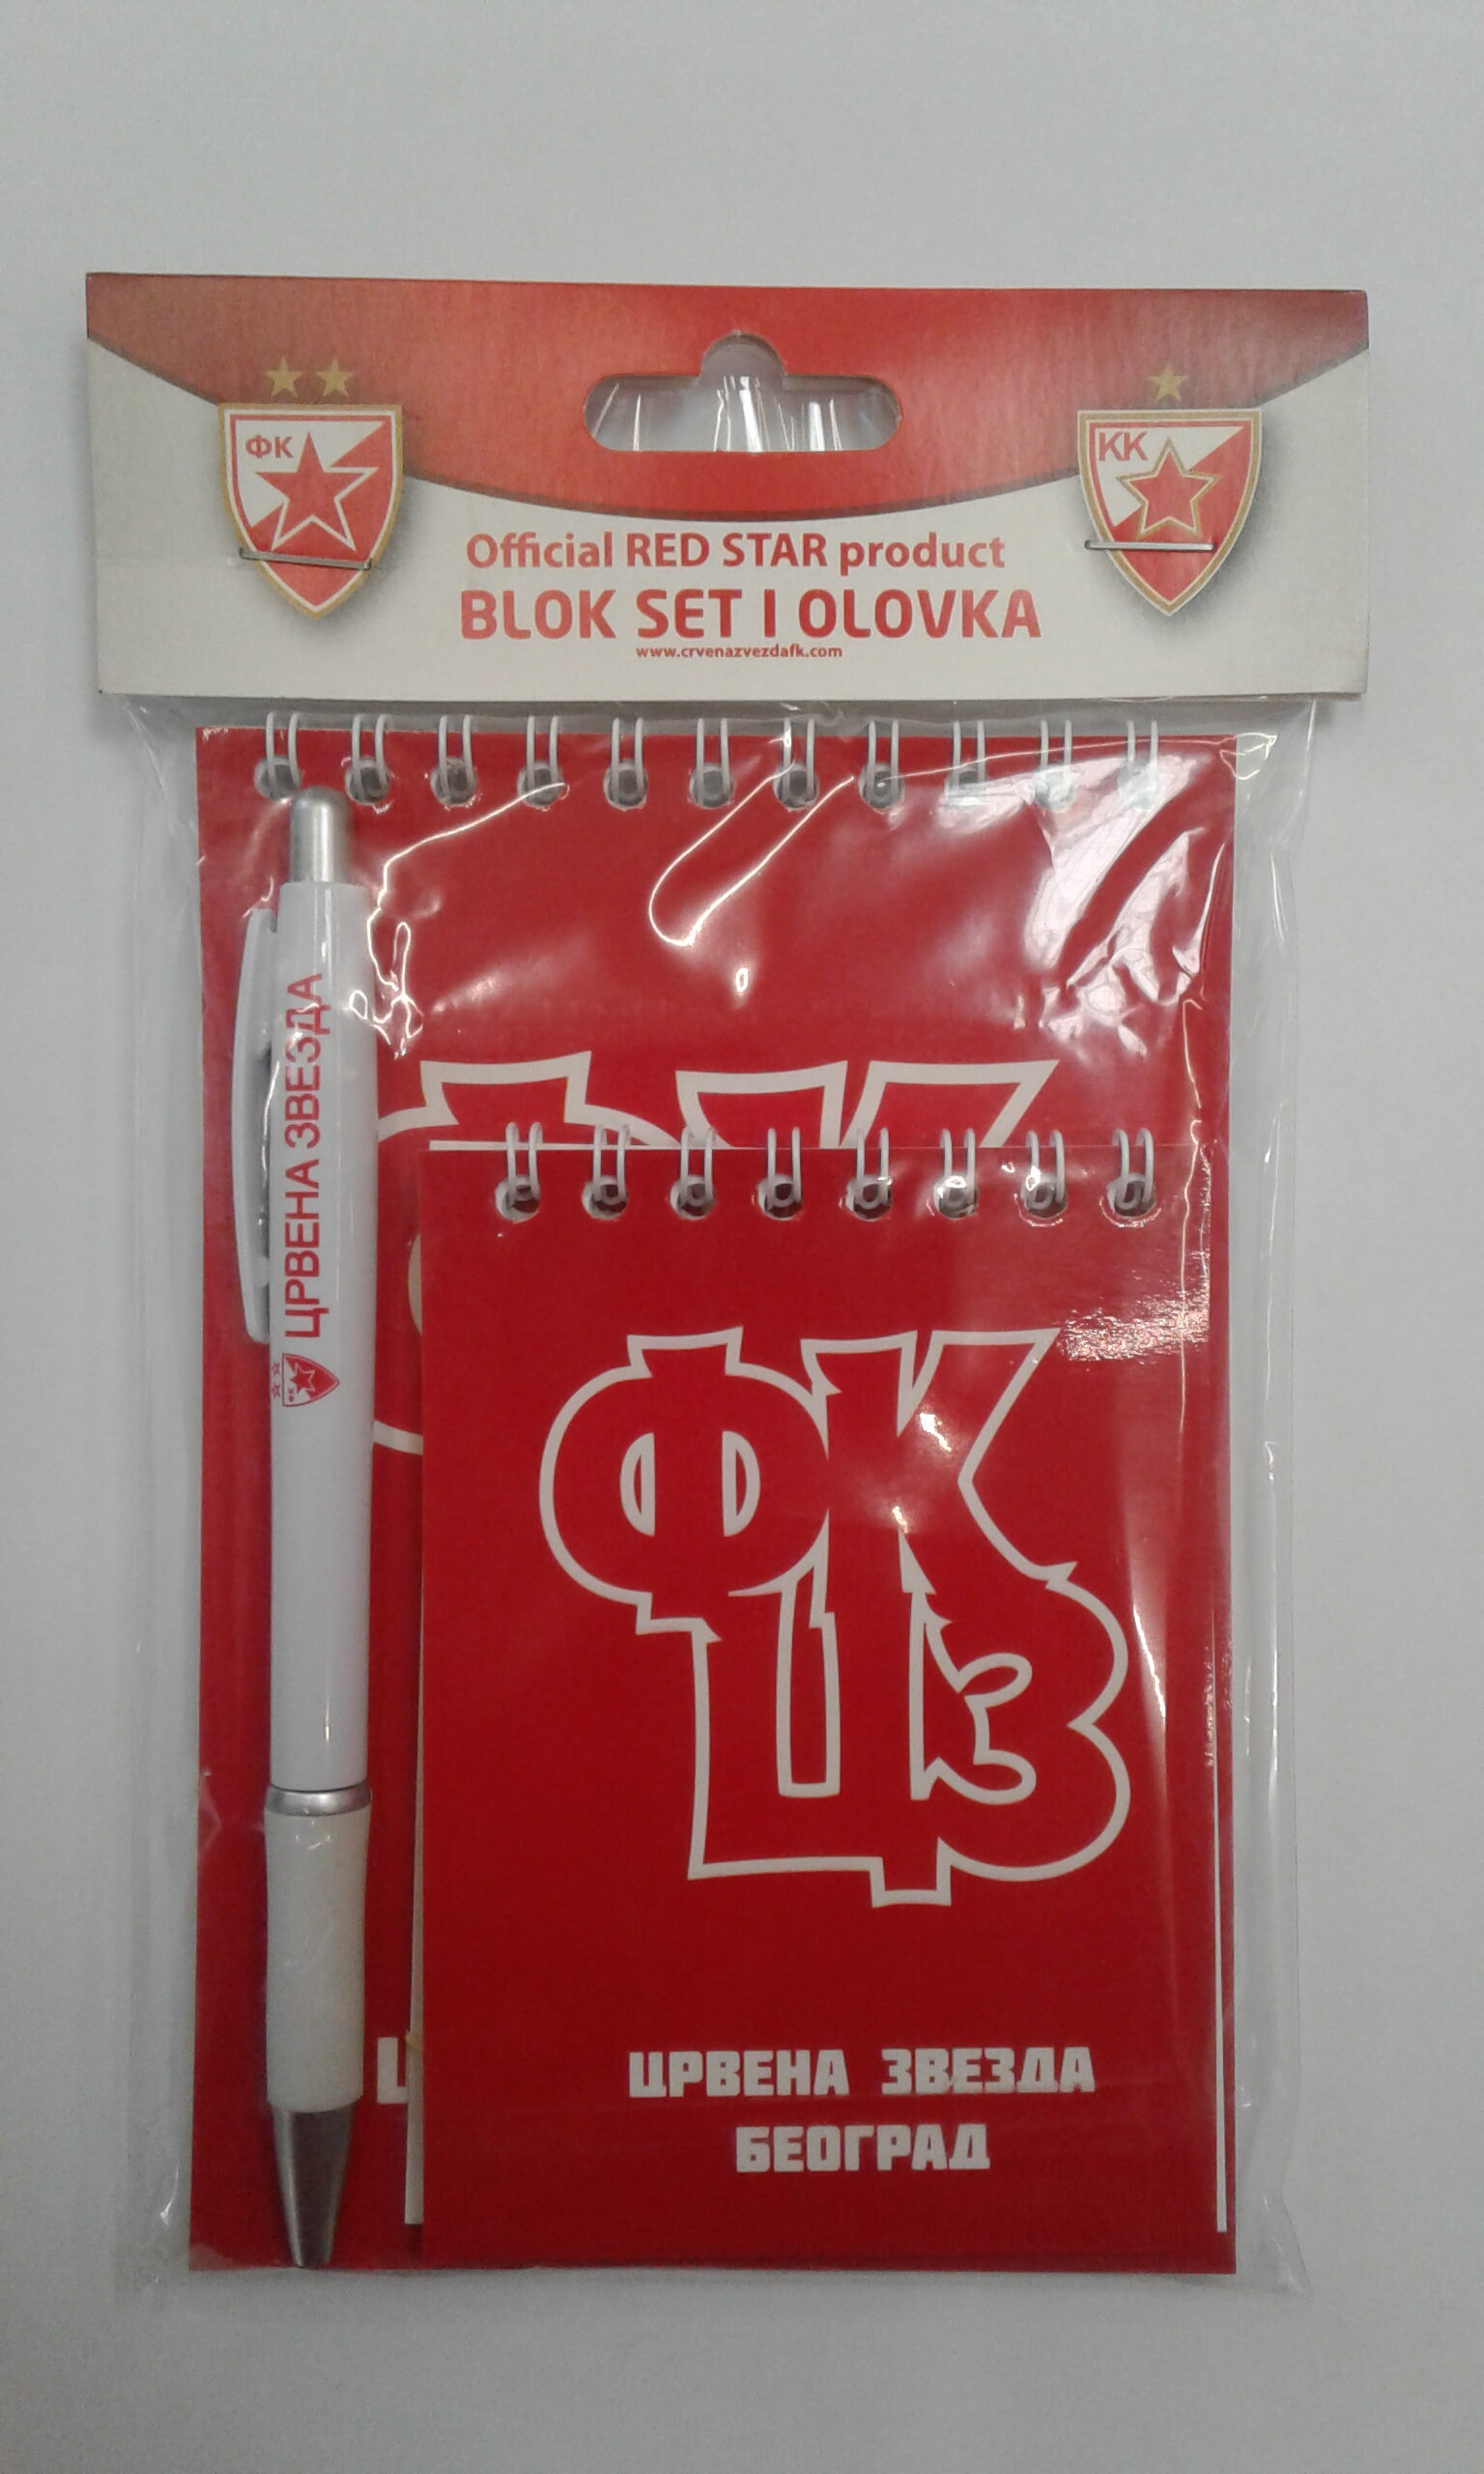 ФК
КК
Official RED STAR product
BLOK SET I OLOVKA
www.crvenazvezdafk.com
ФК ЦРВЕНА ЗВЕЗДА
ФК
ЦЗ
ЦРВЕНА ЗВЕЗДА
БЕОГРАД